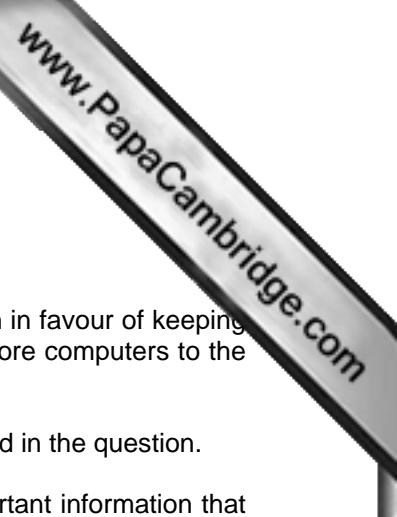 www.PapaCambridge.com
n in favour of keeping
ore computers to the
d in the question.
rtant information that